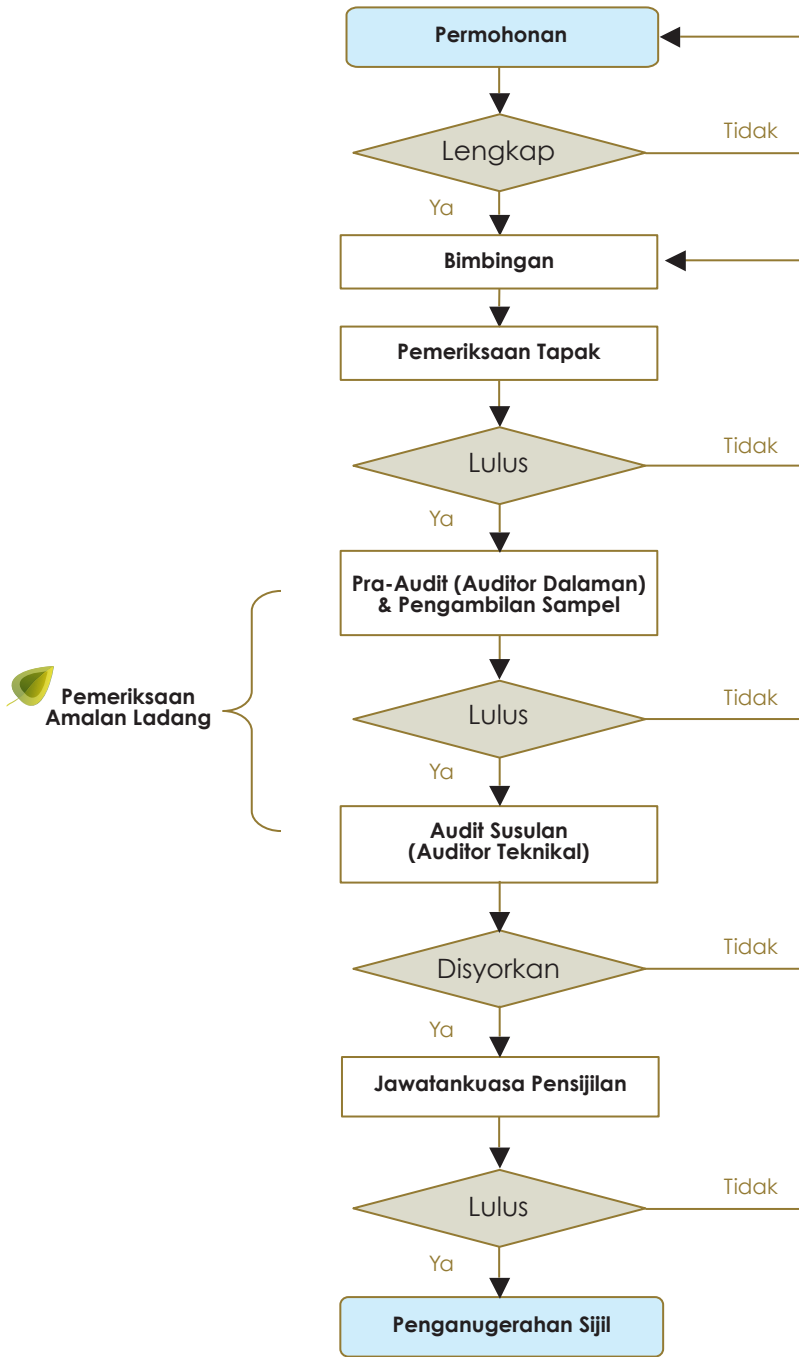 Permohonan
Lengkap
Tidak
Ya
Bimbingan
Pemeriksaan Tapak
Lulus
Tidak
Ya
Pra-Audit (Auditor Dalaman)
& Pengambilan Sampel
Pemeriksaan
Amalan Ladang
Lulus
Tidak
Ya
Audit Susulan
(Auditor Teknikal)
Disyorkan
Tidak
Ya
Jawatankuasa Pensijilan
Lulus
Tidak
Ya
Penganugerahan Sijil